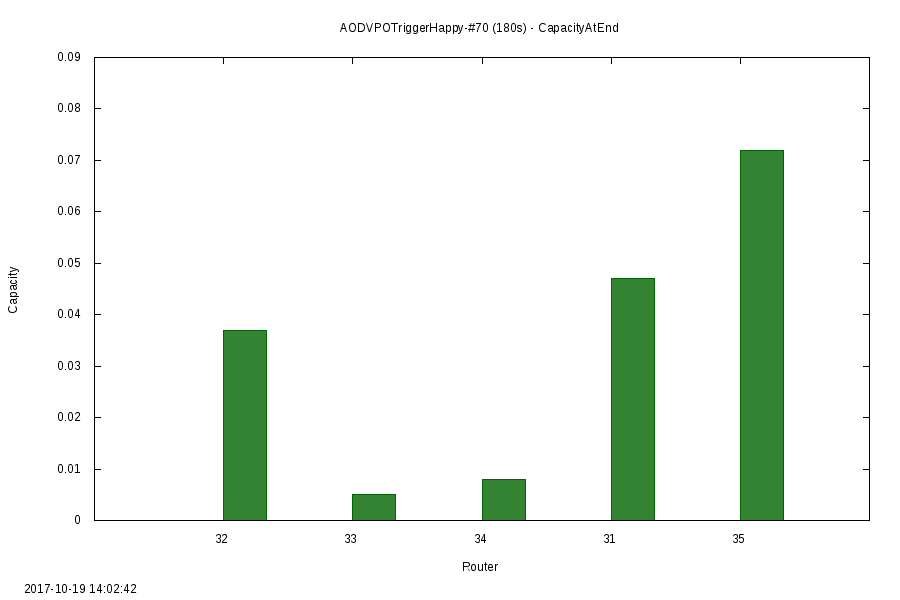 AODVPOTriggerHappy-#70 (180s) - CapacityAtEnd
0.09
0.08
0.07
0.06
0.05
0.04
0.03
0.02
0.01
0
Capacity
32 33 34 31 35
Router
2017-10-19 14:02:42